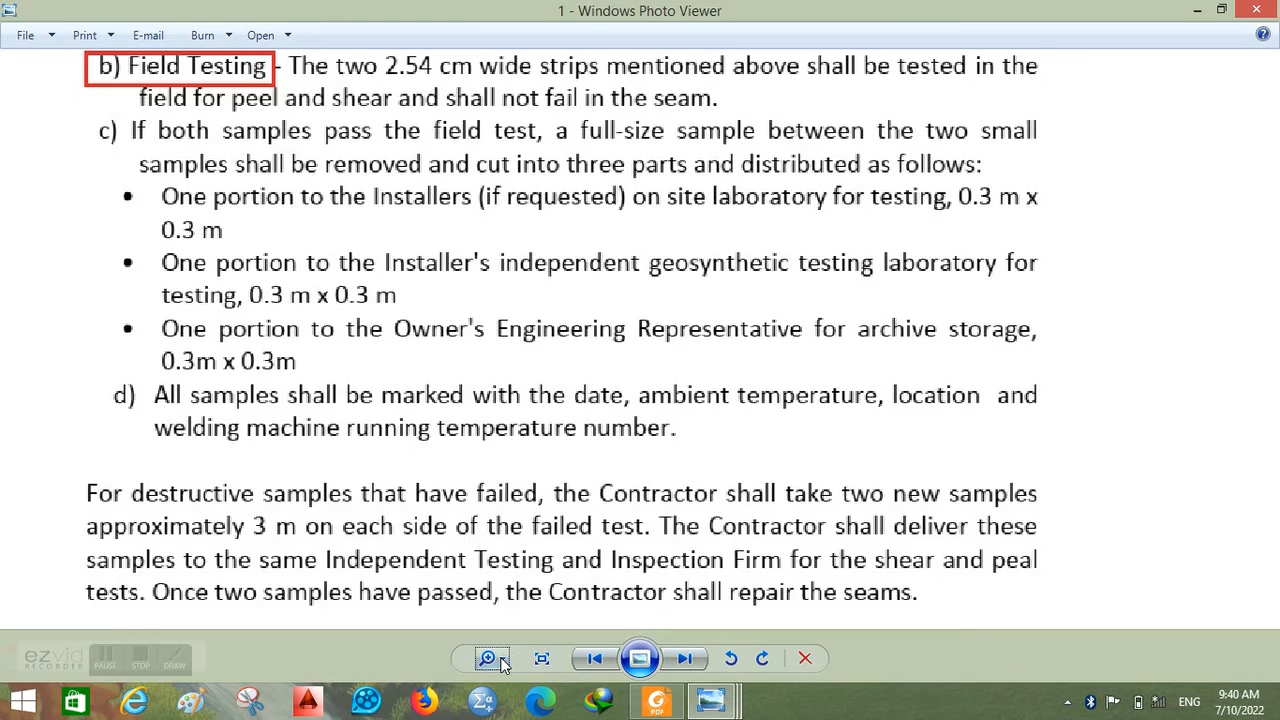 1 - Windows Photo Viewer
File Print E-mail Burn Open
b) Field Testing - The two 2.54 cm wide strips mentioned above shall be tested in the
field for peel and shear and shall not fail in the seam.
c) If both samples pass the field test, a full-size sample between the two small
samples shall be removed and cut into three parts and distributed as follows:
• One portion to the Installers (if requested) on site laboratory for testing, 0.3 m x
0.3 m
• One portion to the Installer's independent geosynthetic testing laboratory for
testing, 0.3 m x 0.3 m
• One portion to the Owner's Engineering Representative for archive storage,
0.3m x 0.3m
d) All samples shall be marked with the date, ambient temperature, location and
welding machine running temperature number.
For destructive samples that have failed, the Contractor shall take two new samples
approximately 3 m on each side of the failed test. The Contractor shall deliver these
samples to the same Independent Testing and Inspection Firm for the shear and peal
tests. Once two samples have passed, the Contractor shall repair the seams.
ezvid
RECORDER
PAUSE STOP DRAW
PDF
ENG
9:40 AM
7/10/2022